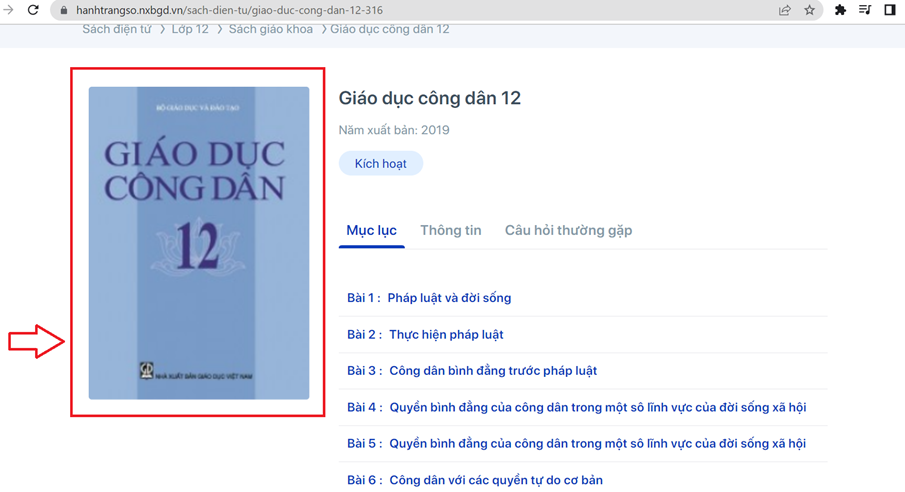 hanhtrangso.nxbgd.vn/sach-dien-tu/giao-duc-cong-dan-12-316
Sách điện tử > Lớp 12 > Sách giáo khoa > Giáo dục công dân 12
BỘ GIÁO DỤC VÀ ĐÀO TẠO
GIÁO DỤC
CÔNG DÂN
12
NHÀ XUẤT BẢN GIÁO DỤC VIỆT NAM
Giáo dục công dân 12
Năm xuất bản: 2019
Kích hoạt
Mục lục Thông tin Câu hỏi thường gặp
Bài 1 : Pháp luật và đời sống
Bài 2 : Thực hiện pháp luật
Bài 3 : Công dân bình đẳng trước pháp luật
Bài 4 : Quyền bình đẳng của công dân trong một số lĩnh vực của đời sống xã hội
Bài 5 : Quyền bình đẳng của công dân trong một số lĩnh vực của đời sống xã hội
Bài 6 : Công dân với các quyền tự do cơ bản